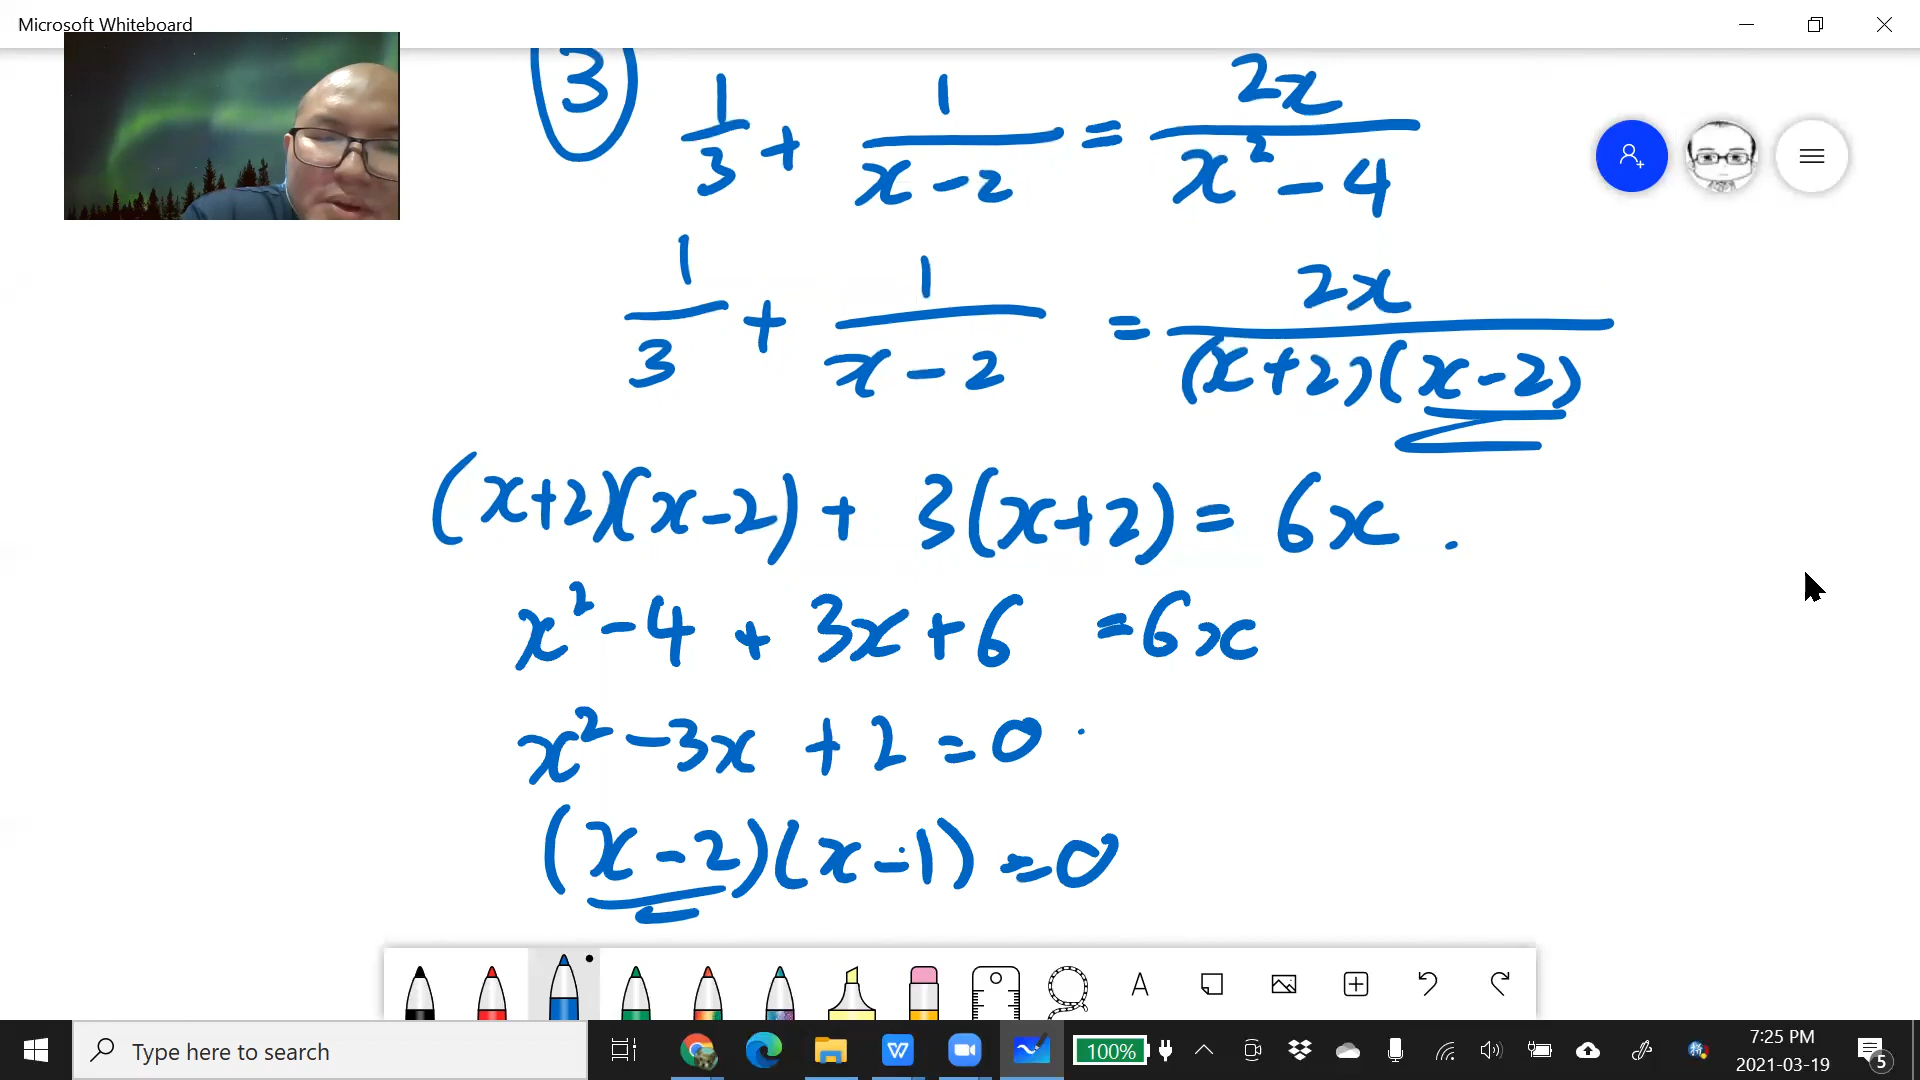 Microsoft Whiteboard
③ 1/3 + 1/(x-2) = 2x/(x²-4)
1/3 + 1/(x-2) = 2x/((x+2)(x-2))
(x+2)(x-2) + 3(x+2) = 6x .
x² - 4 + 3x + 6 = 6x
x² - 3x + 2 = 0
(x-2)(x-1) = 0
A
Type here to search
W
100%
7:25 PM
2021-03-19
5